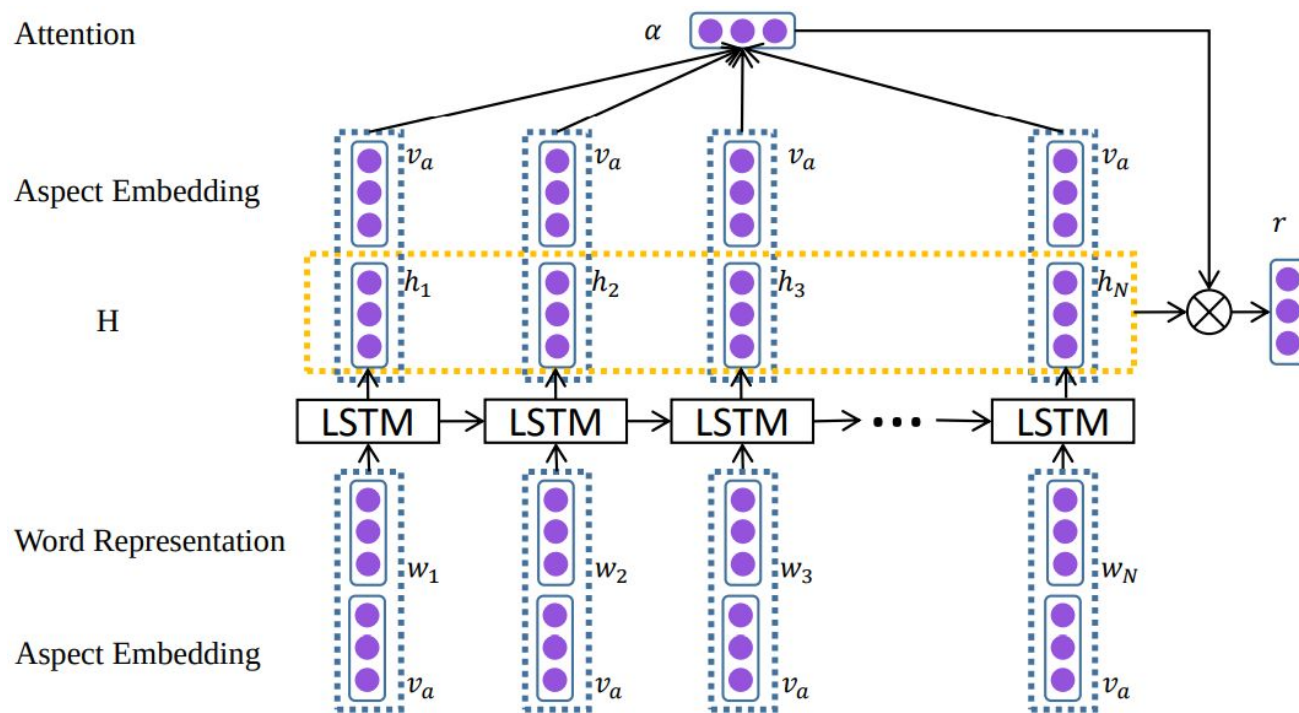 Attention
α
v_a v_a v_a v_a
Aspect Embedding
r
h_1 h_2 h_3 h_N
H
LSTM LSTM LSTM ••• LSTM
Word Representation
w_1 w_2 w_3 w_N
Aspect Embedding
v_a v_a v_a v_a